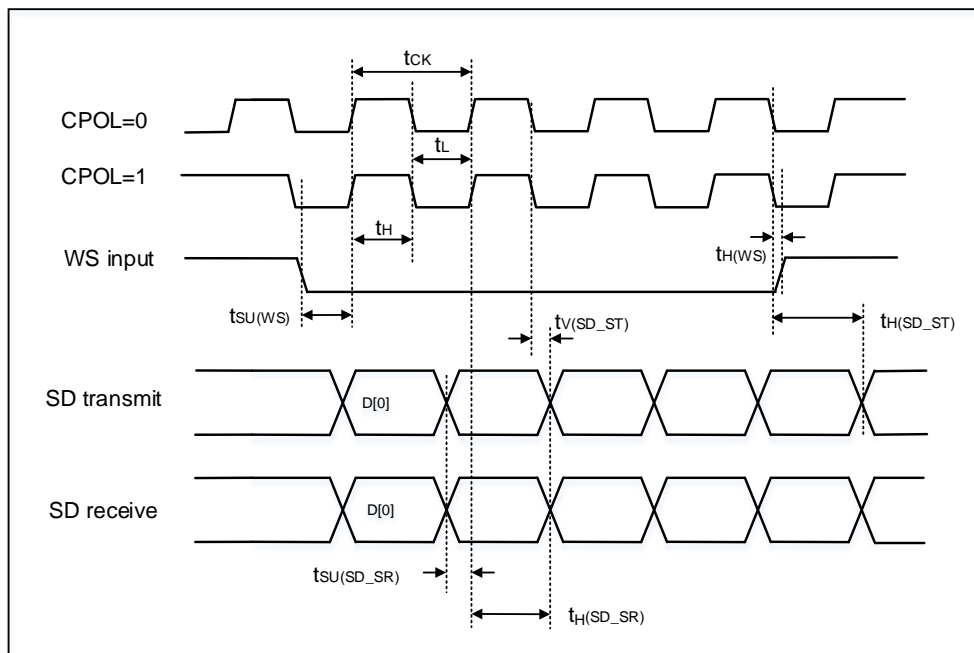 tCK
CPOL=0
tL
CPOL=1
tH
tH(WS)
WS input
tSU(WS)
tV(SD_ST)
tH(SD_ST)
SD transmit
D[0]
SD receive
D[0]
tSU(SD_SR)
tH(SD_SR)